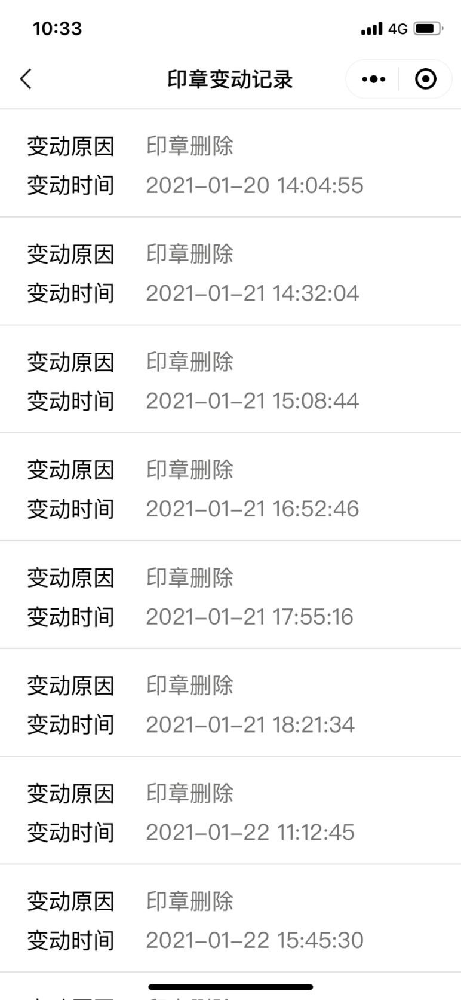 10:33 4G
印章变动记录
变动原因 印章删除
变动时间 2021-01-20 14:04:55
变动原因 印章删除
变动时间 2021-01-21 14:32:04
变动原因 印章删除
变动时间 2021-01-21 15:08:44
变动原因 印章删除
变动时间 2021-01-21 16:52:46
变动原因 印章删除
变动时间 2021-01-21 17:55:16
变动原因 印章删除
变动时间 2021-01-21 18:21:34
变动原因 印章删除
变动时间 2021-01-22 11:12:45
变动原因 印章删除
变动时间 2021-01-22 15:45:30